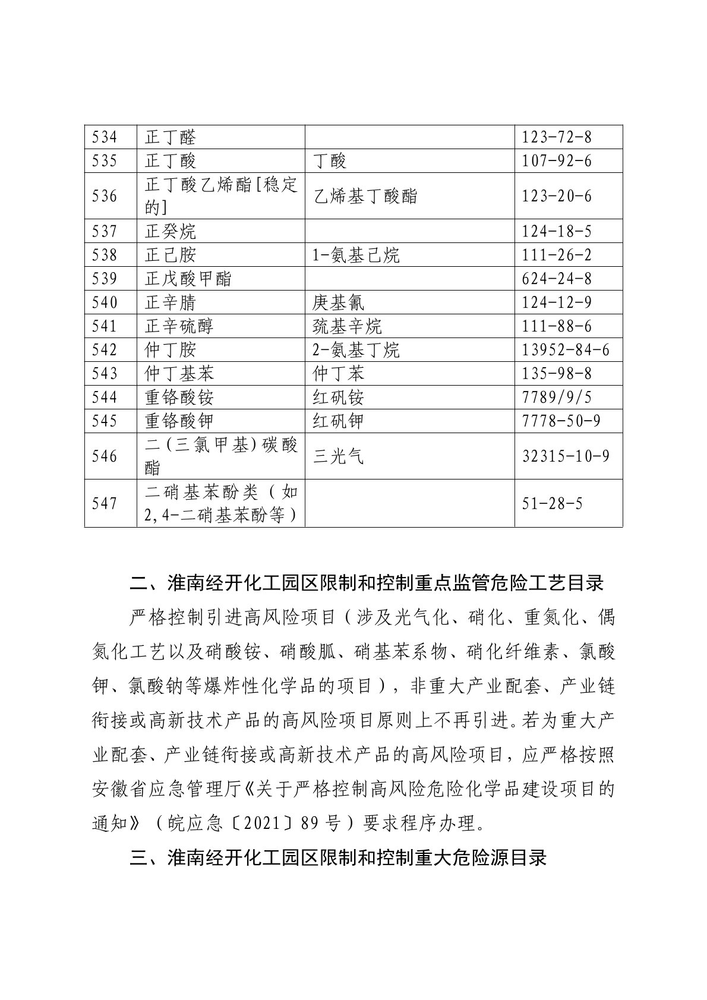 534 正丁醛 123-72-8
535 正丁酸 丁酸 107-92-6
536 正丁酸乙烯酯[稳定的] 乙烯基丁酸酯 123-20-6
537 正癸烷 124-18-5
538 正己胺 1-氨基己烷 111-26-2
539 正戊酸甲酯 624-24-8
540 正辛腈 庚基氰 124-12-9
541 正辛硫醇 巯基辛烷 111-88-6
542 仲丁胺 2-氨基丁烷 13952-84-6
543 仲丁基苯 仲丁苯 135-98-8
544 重铬酸铵 红矾铵 7789/9/5
545 重铬酸钾 红矾钾 7778-50-9
546 二(三氯甲基)碳酸酯 三光气 32315-10-9
547 二硝基苯酚类（如2,4-二硝基苯酚等） 51-28-5
二、淮南经开化工园区限制和控制重点监管危险工艺目录
严格控制引进高风险项目（涉及光气化、硝化、重氮化、偶
氮化工艺以及硝酸铵、硝酸胍、硝基苯系物、硝化纤维素、氯酸
钾、氯酸钠等爆炸性化学品的项目），非重大产业配套、产业链
衔接或高新技术产品的高风险项目原则上不再引进。若为重大产
业配套、产业链衔接或高新技术产品的高风险项目，应严格按照
安徽省应急管理厅《关于严格控制高风险危险化学品建设项目的
通知》（皖应急〔2021〕89 号）要求程序办理。
三、淮南经开化工园区限制和控制重大危险源目录